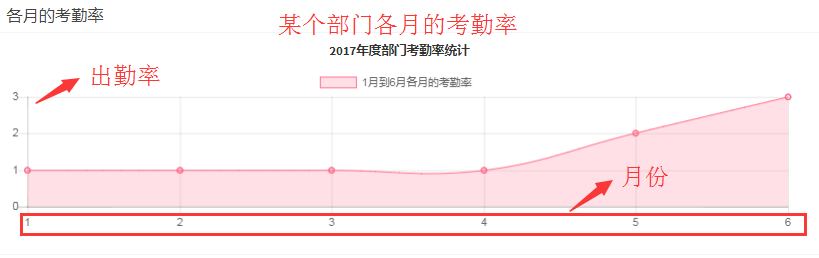 各月的考勤率
某个部门各月的考勤率
2017年度部门考勤率统计
出勤率
1月到6月各月的考勤率
3
2
1
0
月份
1 2 3 4 5 6